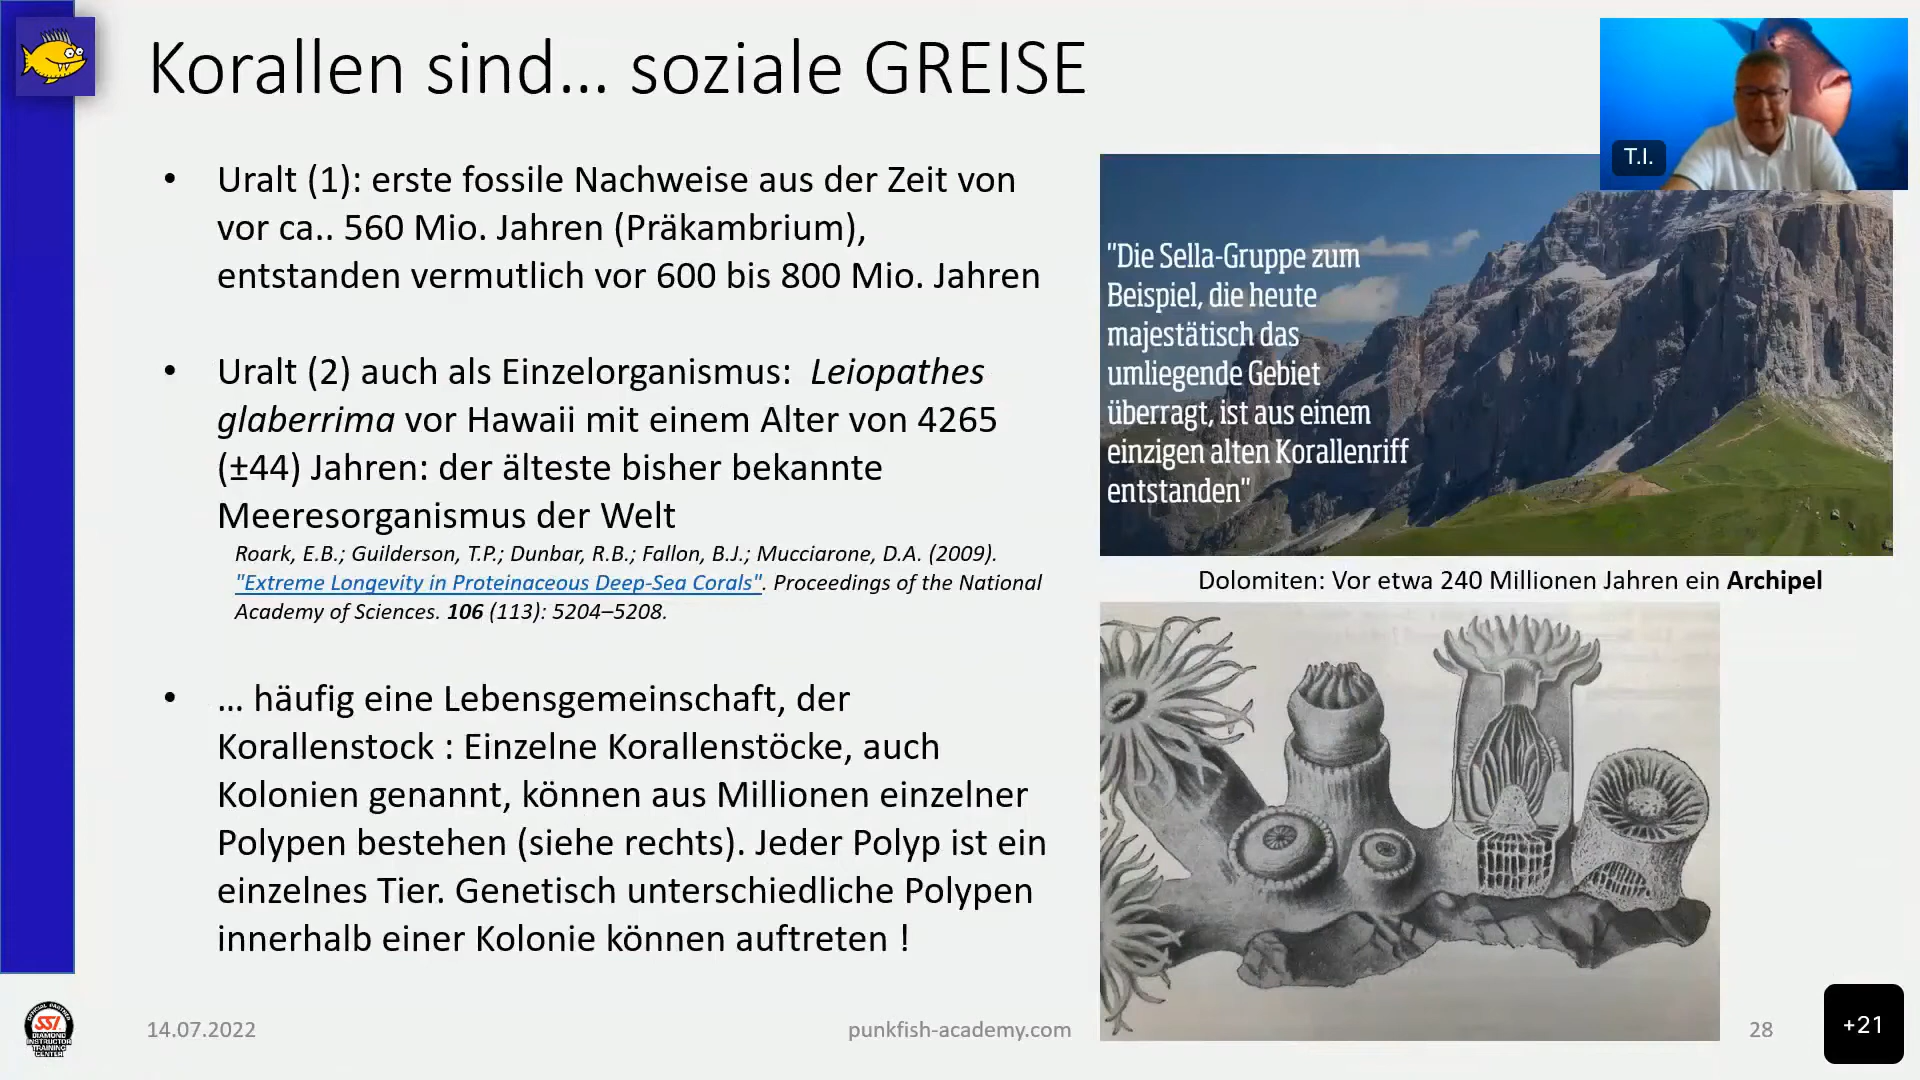 Korallen sind... soziale GREISE
T.I.
• Uralt (1): erste fossile Nachweise aus der Zeit von
vor ca.. 560 Mio. Jahren (Präkambrium),
entstanden vermutlich vor 600 bis 800 Mio. Jahren
• Uralt (2) auch als Einzelorganismus: Leiopathes
glaberrima vor Hawaii mit einem Alter von 4265
(±44) Jahren: der älteste bisher bekannte
Meeresorganismus der Welt
Roark, E.B.; Guilderson, T.P.; Dunbar, R.B.; Fallon, B.J.; Mucciarone, D.A. (2009).
"Extreme Longevity in Proteinaceous Deep-Sea Corals". Proceedings of the National
Academy of Sciences. 106 (113): 5204–5208.
• ... häufig eine Lebensgemeinschaft, der
Korallenstock : Einzelne Korallenstöcke, auch
Kolonien genannt, können aus Millionen einzelner
Polypen bestehen (siehe rechts). Jeder Polyp ist ein
einzelnes Tier. Genetisch unterschiedliche Polypen
innerhalb einer Kolonie können auftreten !
"Die Sella-Gruppe zum
Beispiel, die heute
majestätisch das
umliegende Gebiet
überragt, ist aus einem
einzigen alten Korallenriff
entstanden"
Dolomiten: Vor etwa 240 Millionen Jahren ein Archipel
SSI
DIAMOND
INSTRUCTOR
TRAINING
CENTER
14.07.2022
punkfish-academy.com
28
+21